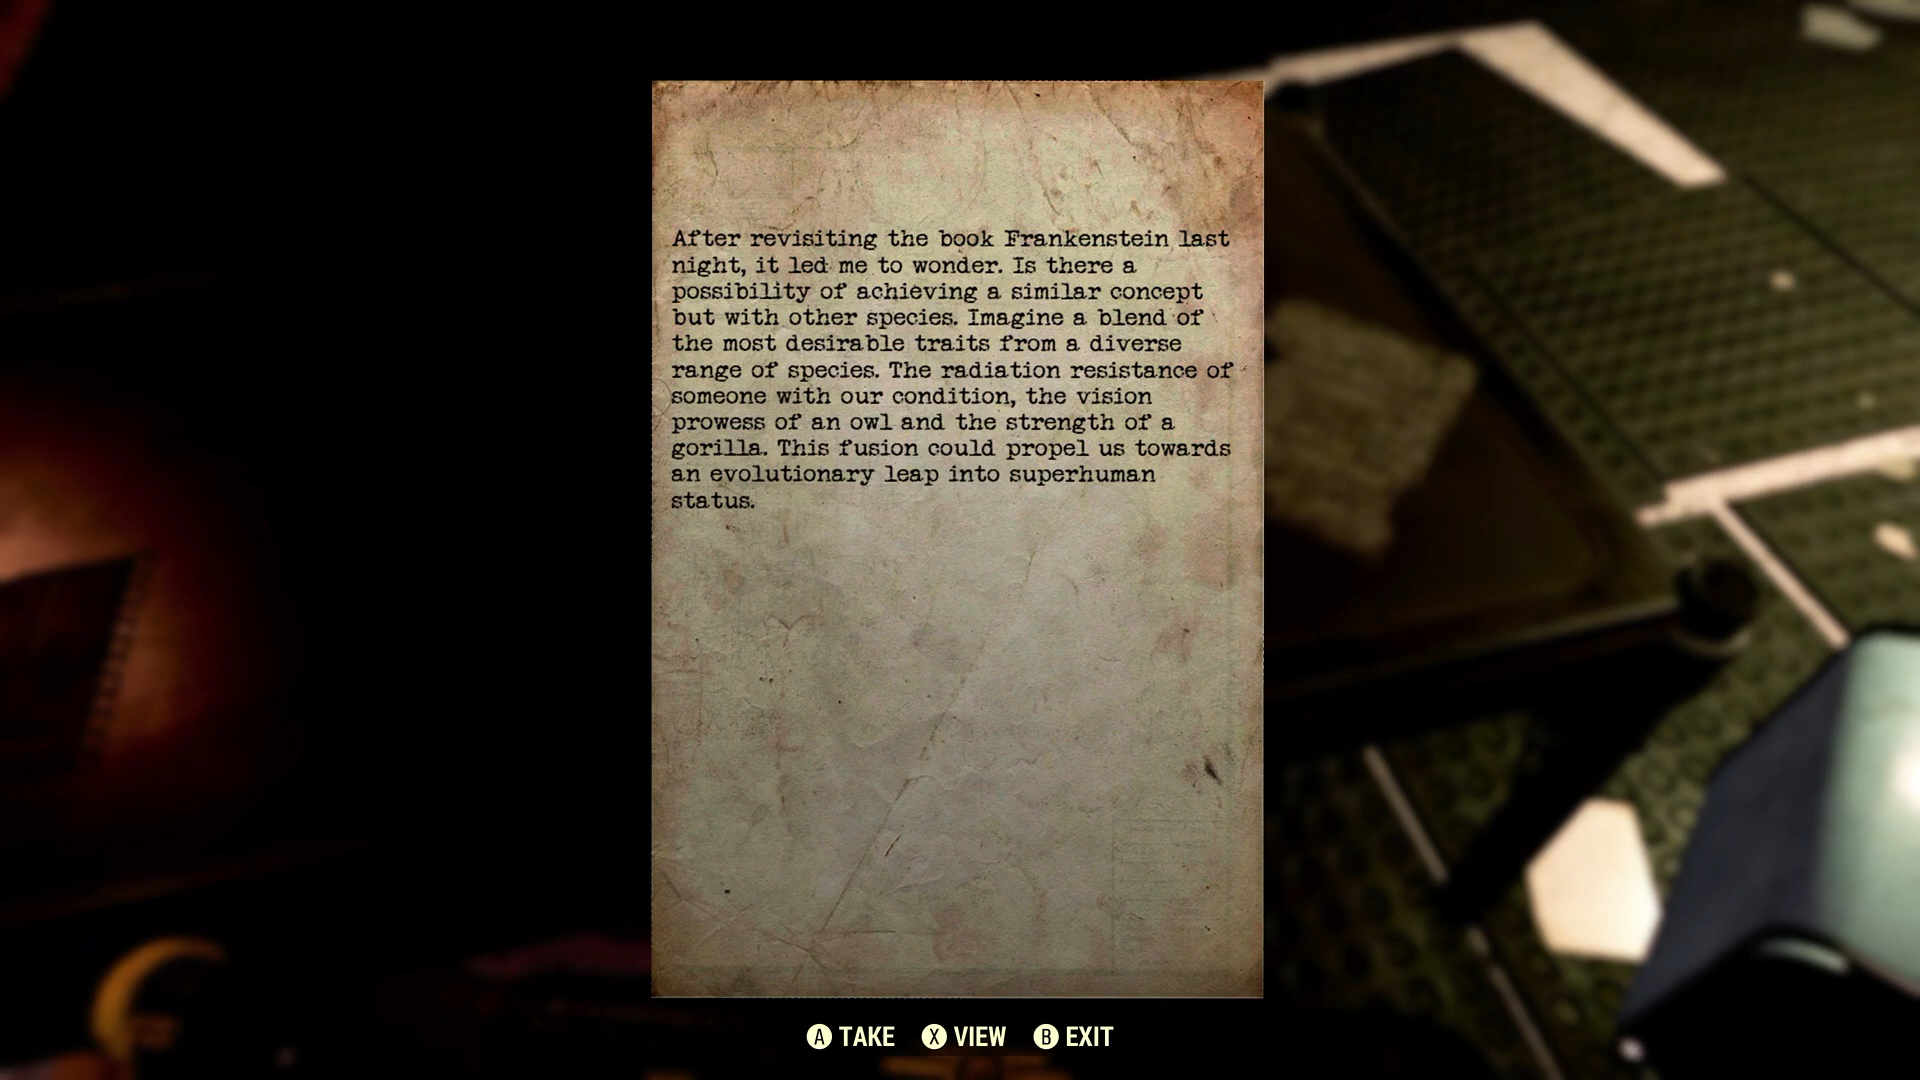 After revisiting the book Frankenstein last
night, it led me to wonder. Is there a
possibility of achieving a similar concept
but with other species. Imagine a blend of
the most desirable traits from a diverse
range of species. The radiation resistance of
someone with our condition, the vision
prowess of an owl and the strength of a
gorilla. This fusion could propel us towards
an evolutionary leap into superhuman
status.
A TAKE X VIEW B EXIT